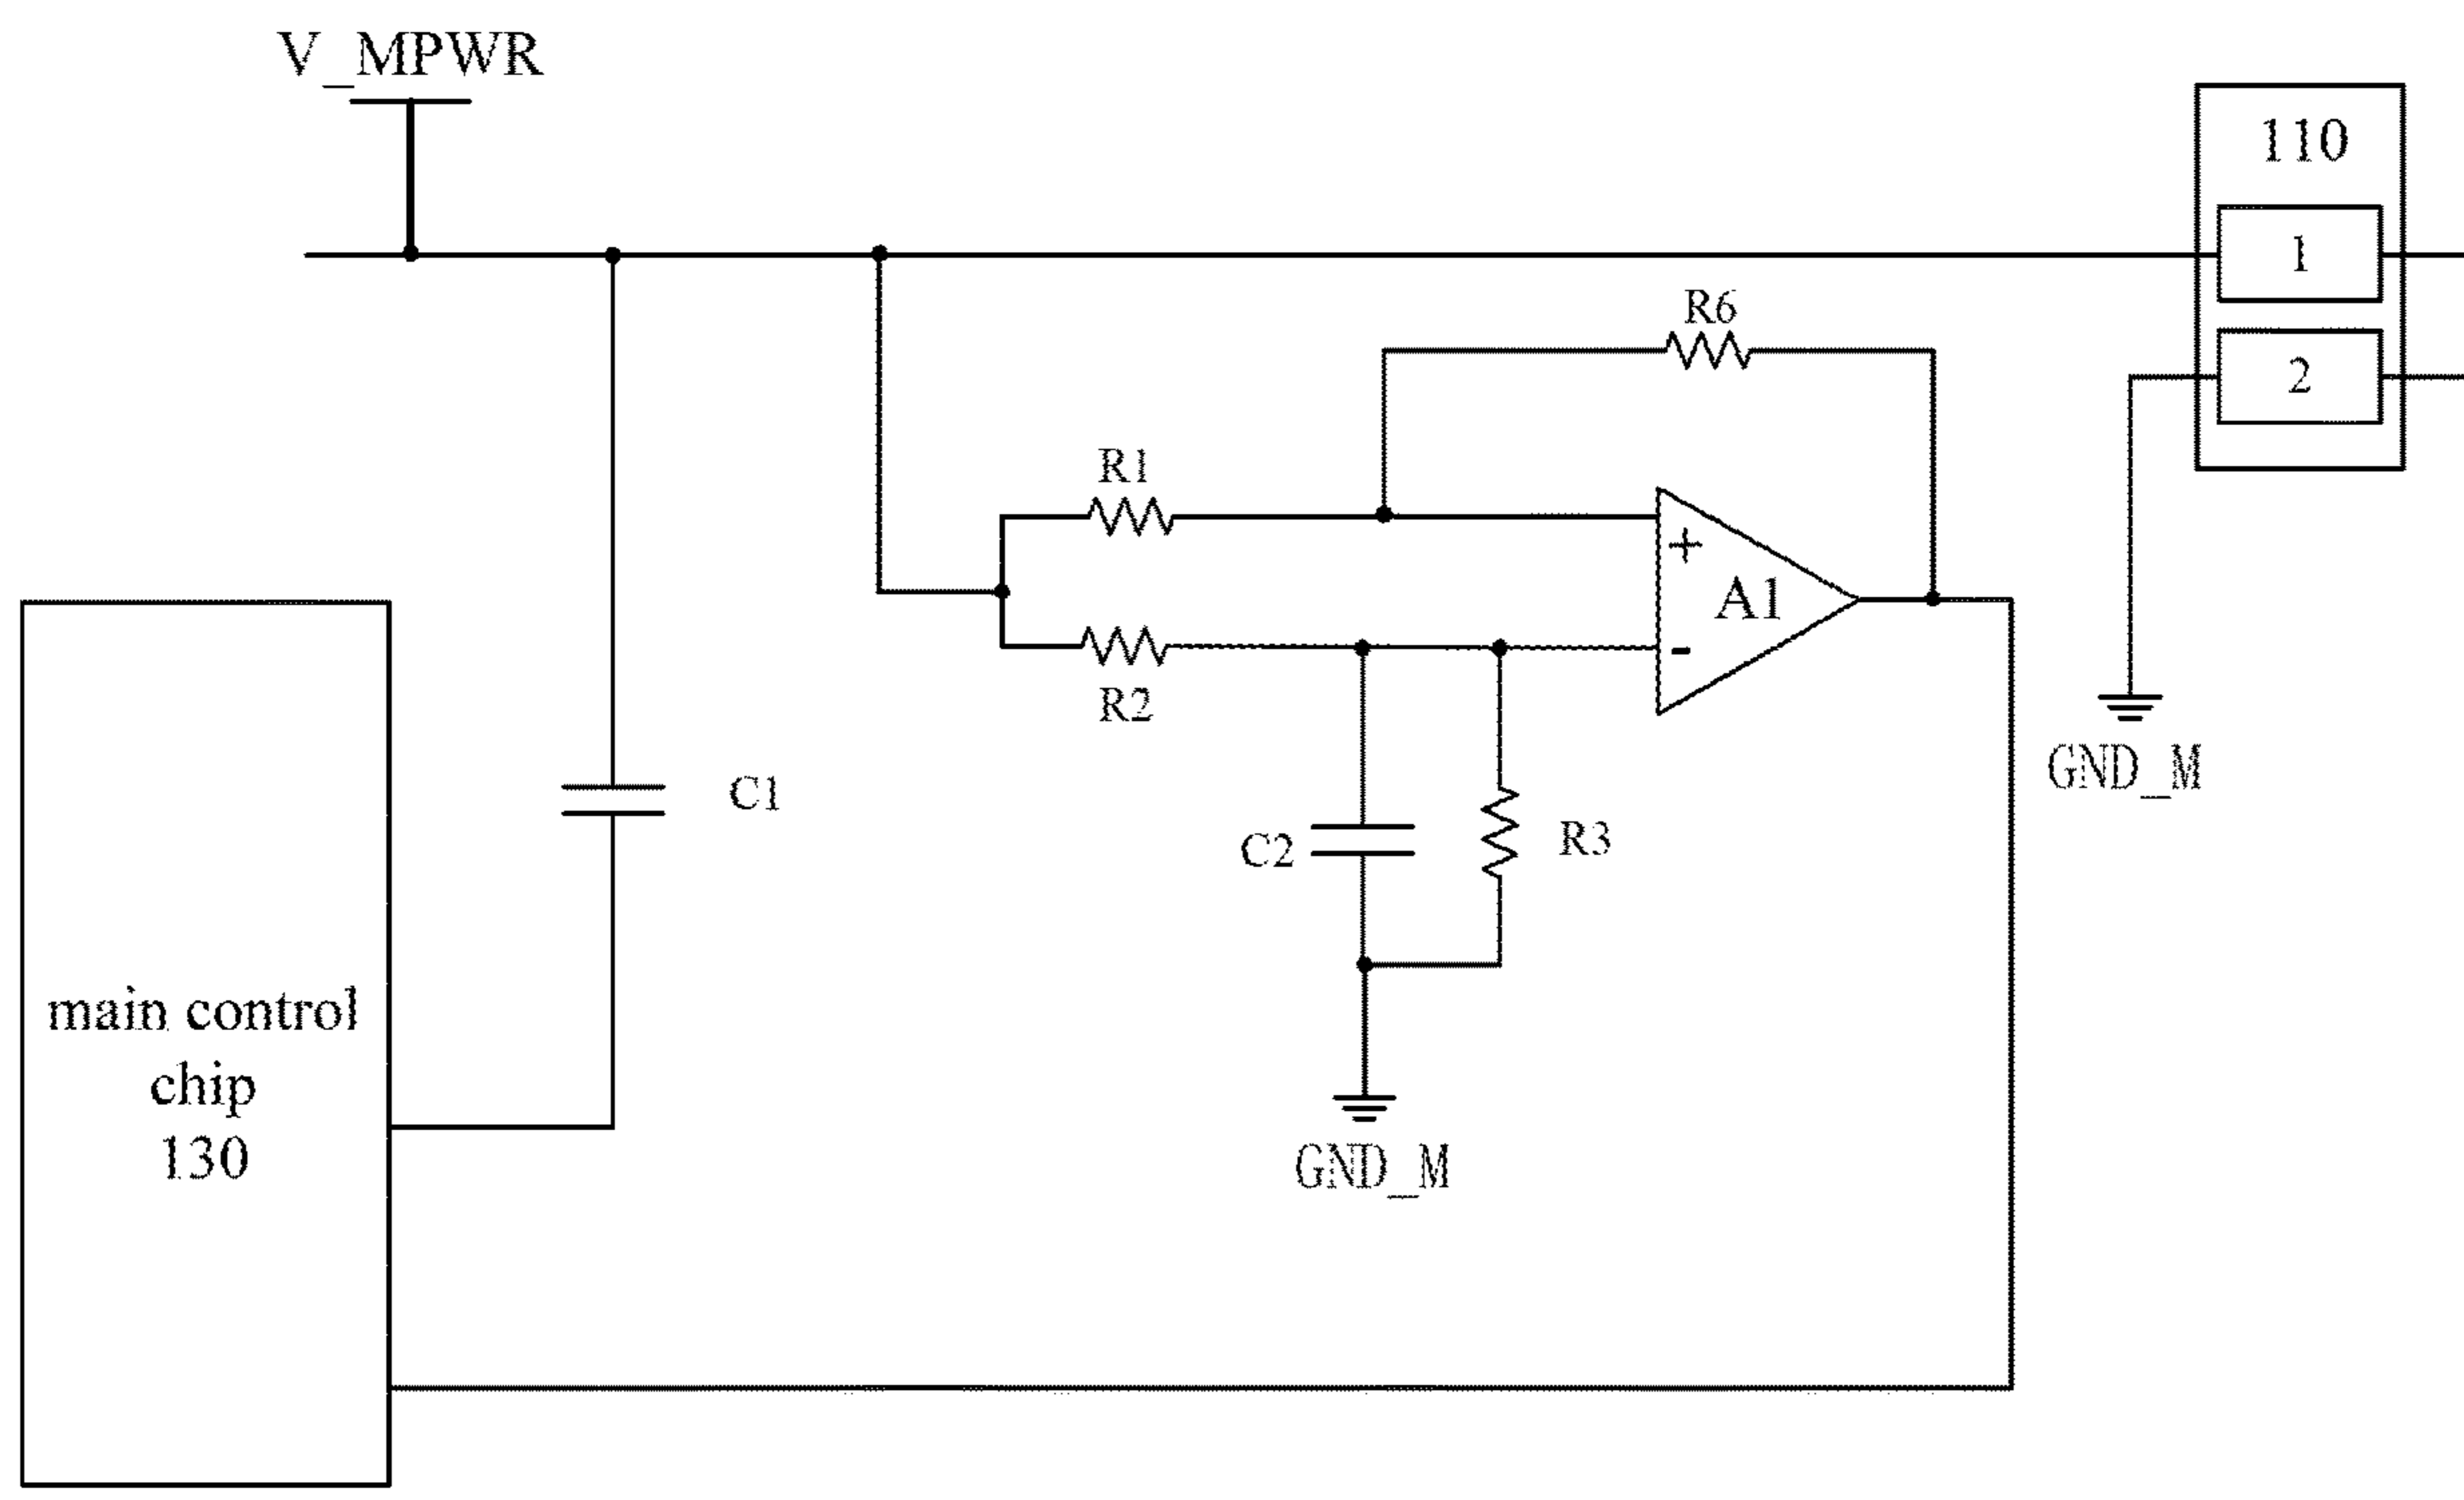 V_MPWR
110
1
2
R6
R1
+
A1
-
R2
GND_M
C1
C2
R3
main control
chip
130
GND_M